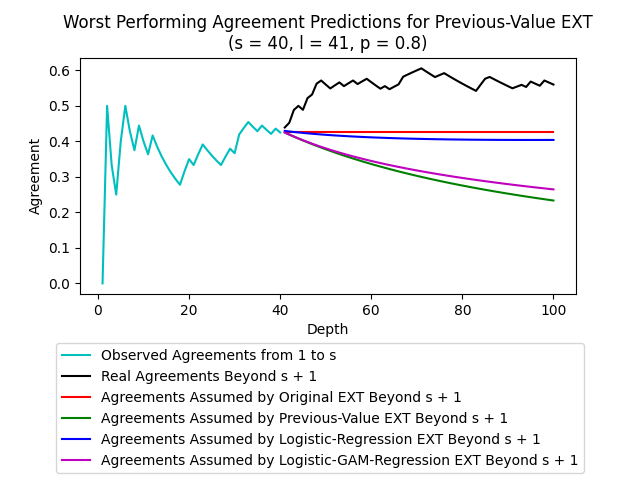 Worst Performing Agreement Predictions for Previous-Value EXT
(s = 40, l = 41, p = 0.8)
0.6
0.5
0.4
0.3
0.2
0.1
0.0
Agreement
0 20 40 60 80 100
Depth
Observed Agreements from 1 to s
Real Agreements Beyond s + 1
Agreements Assumed by Original EXT Beyond s + 1
Agreements Assumed by Previous-Value EXT Beyond s + 1
Agreements Assumed by Logistic-Regression EXT Beyond s + 1
Agreements Assumed by Logistic-GAM-Regression EXT Beyond s + 1